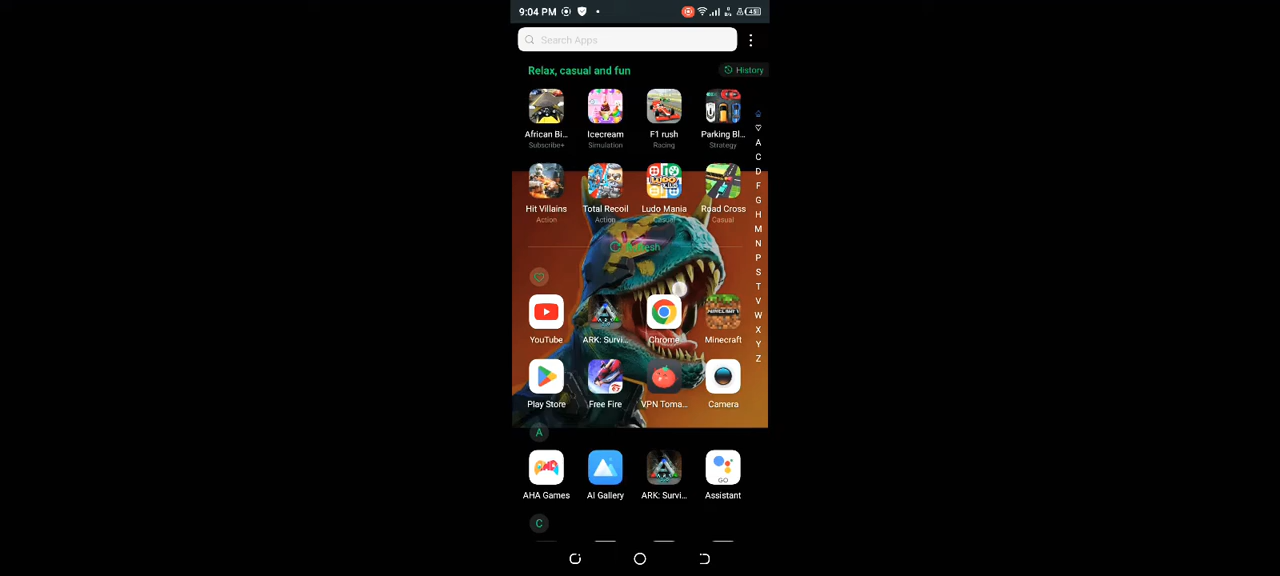 9:04 PM
Search Apps
Relax, casual and fun
History
African Bi... Icecream F1 rush Parking Bl...
Subscribe+ Simulation Racing Strategy
Hit Villains Total Recoil Ludo Mania Road Cross
Action Action Casual Casual
YouTube ARK: Survi... Chrome Minecraft
Play Store Free Fire VPN Toma... Camera
A
AHA Games AI Gallery ARK: Survi... Assistant
C
A
C
D
F
G
H
M
N
P
S
T
V
W
X
Y
Z